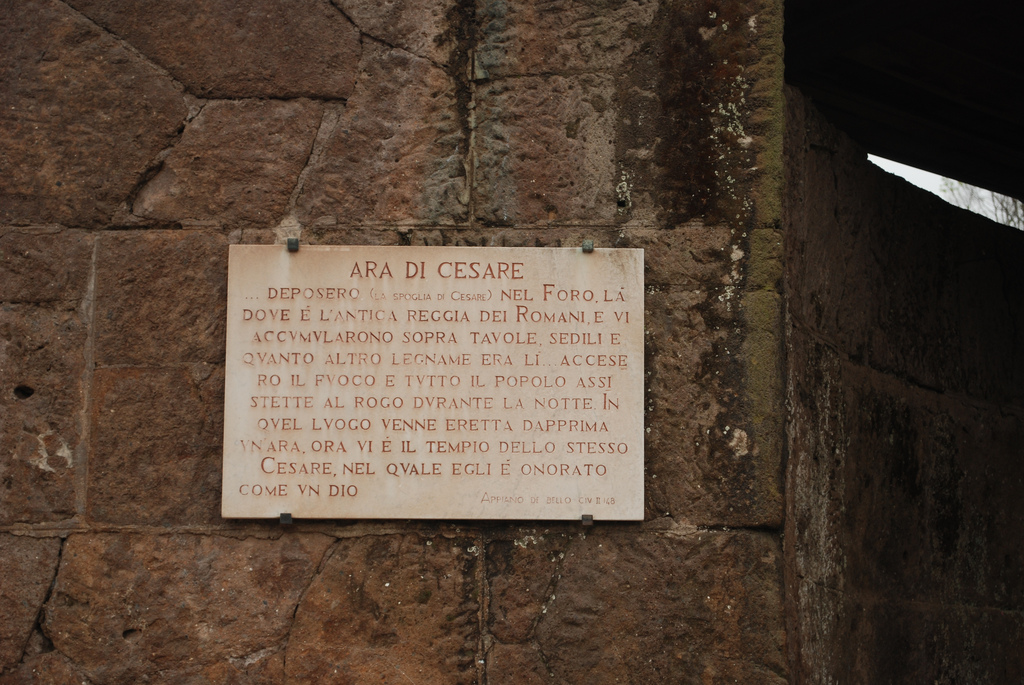 ARA DI CESARE
... DEPOSERO (LA SPOGLIA DI CESARE) NEL FORO, LÀ
DOVE É L'ANTICA REGGIA DEI ROMANI, E VI
ACCVMVLARONO SOPRA TAVOLE, SEDILI E
QVANTO ALTRO LEGNAME ERA LÌ... ACCESE
RO IL FVOCO E TVTTO IL POPOLO ASSI
STETTE AL ROGO DVRANTE LA NOTTE. IN
QVEL LVOGO VENNE ERETTA DAPPRIMA
VN'ARA, ORA VI É IL TEMPIO DELLO STESSO
CESARE, NEL QVALE EGLI É ONORATO
COME VN DIO
APPIANO DE BELLO CIV II 148